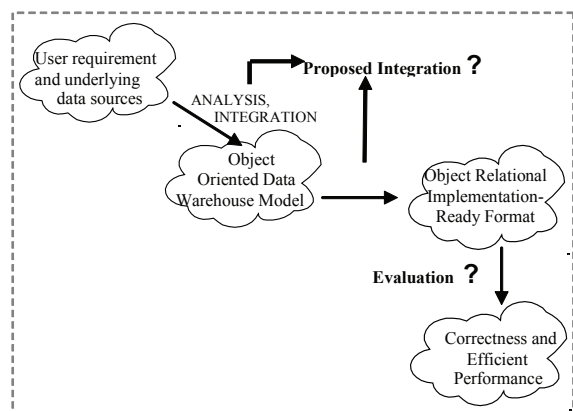 User requirement
and underlying
data sources
Proposed Integration ?
ANALYSIS,
INTEGRATION
Object
Oriented Data
Warehouse Model
Object Relational
Implementation-
Ready Format
Evaluation ?
Correctness and
Efficient
Performance